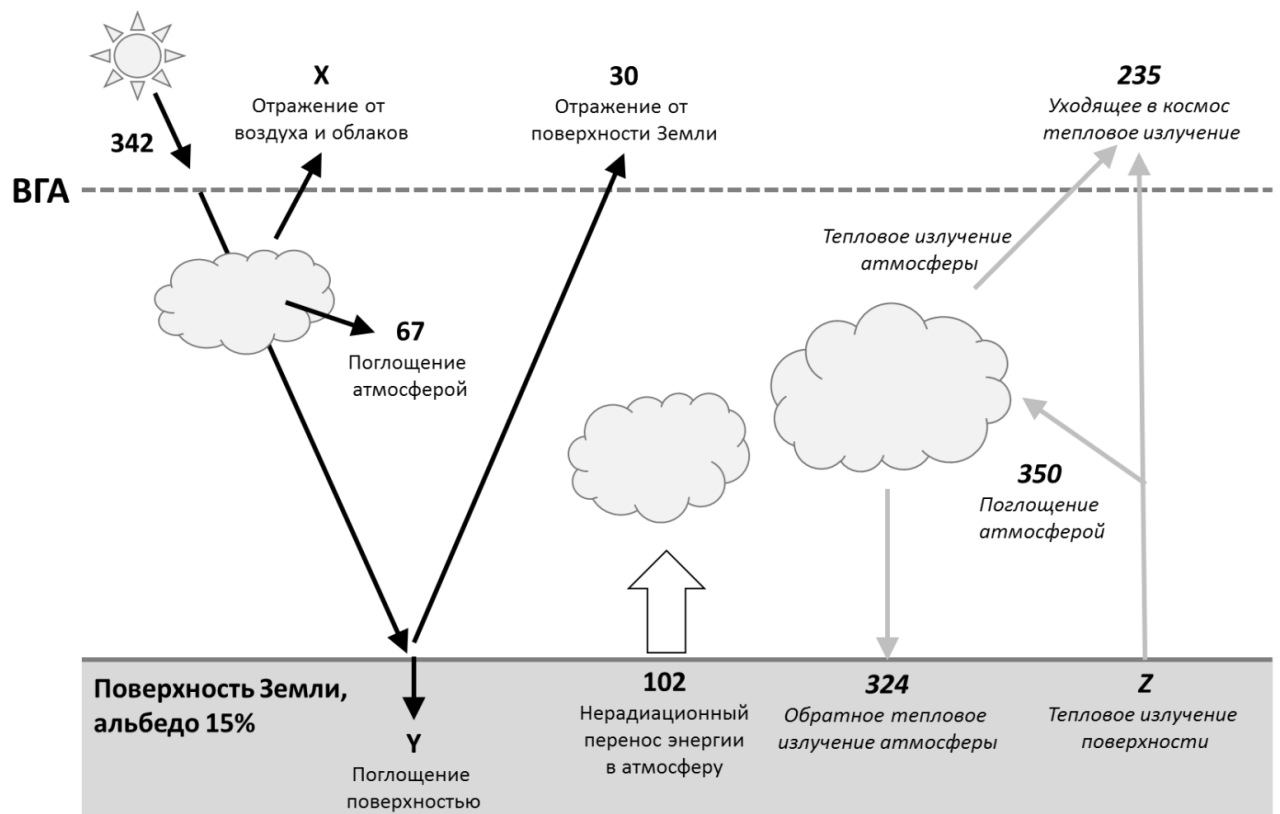 X
Отражение от
воздуха и облаков
30
Отражение от
поверхности Земли
235
Уходящее в космос
тепловое излучение
342
ВГА
Тепловое излучение
атмосферы
67
Поглощение
атмосферой
350
Поглощение
атмосферой
Поверхность Земли,
альбедо 15%
Y
Поглощение
поверхностью
102
Нерадиационный
перенос энергии
в атмосферу
324
Обратное тепловое
излучение атмосферы
Z
Тепловое излучение
поверхности